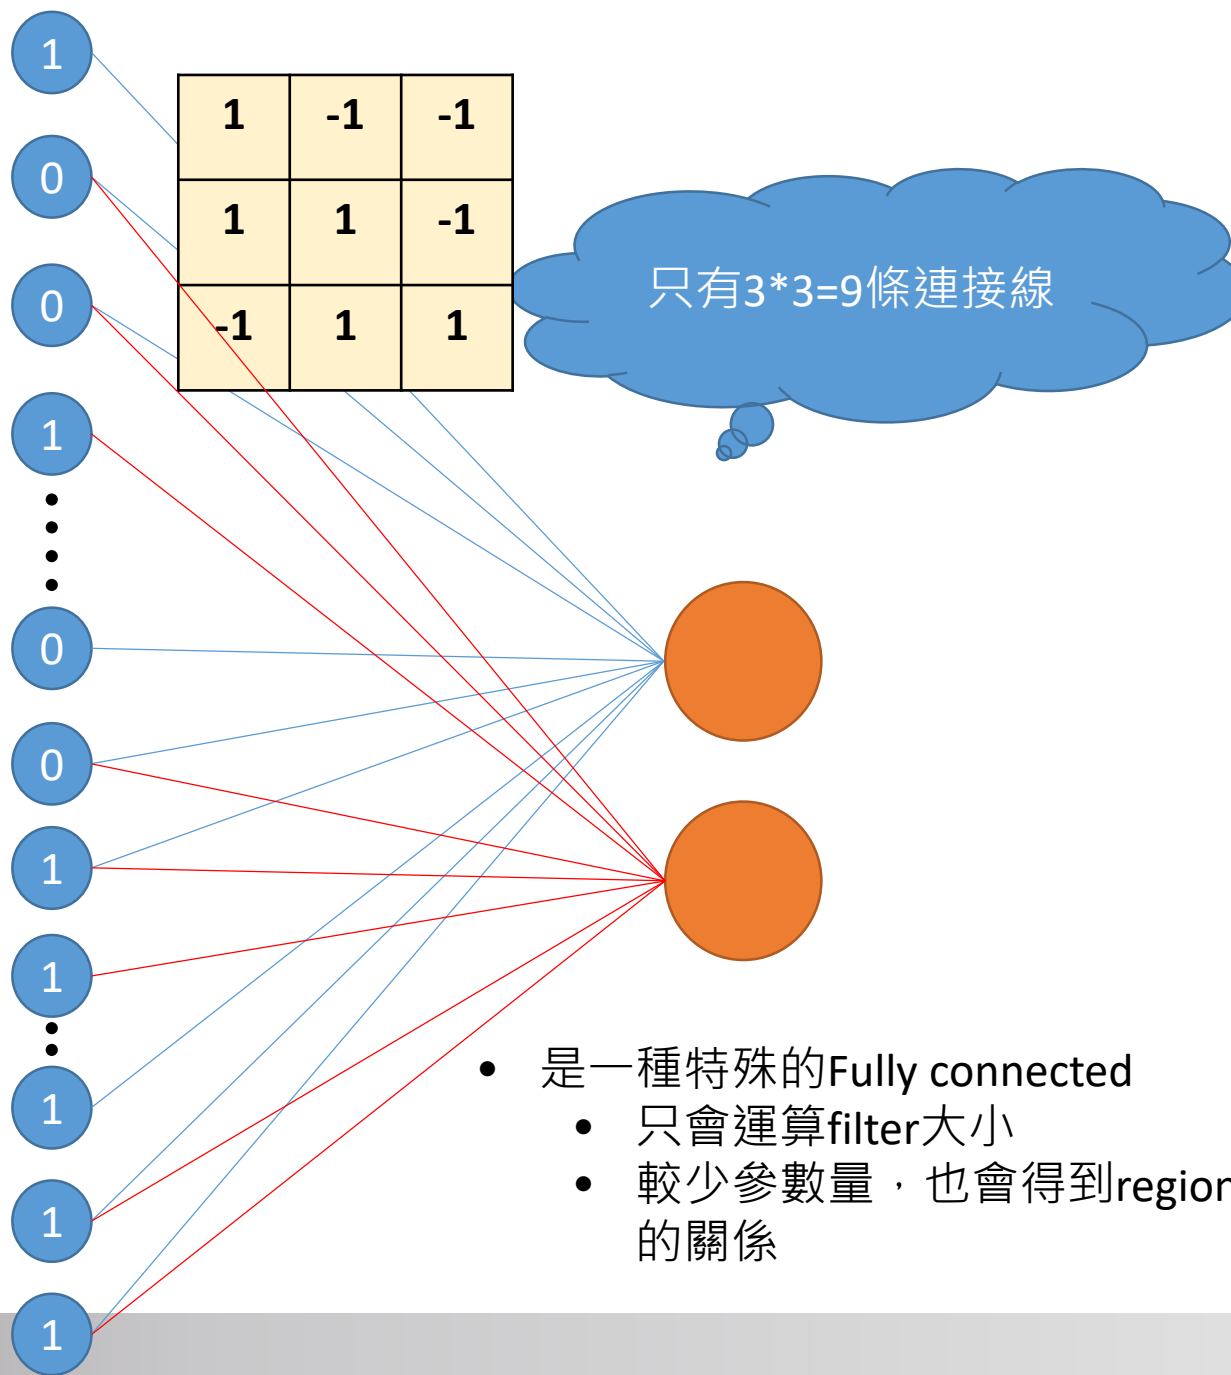 1
0
0
1
0
0
1
1
1
1
1
1 -1 -1
1 1 -1
-1 1 1
只有3*3=9條連接線
• 是一種特殊的Fully connected
• 只會運算filter大小
• 較少參數量，也會得到region
的關係